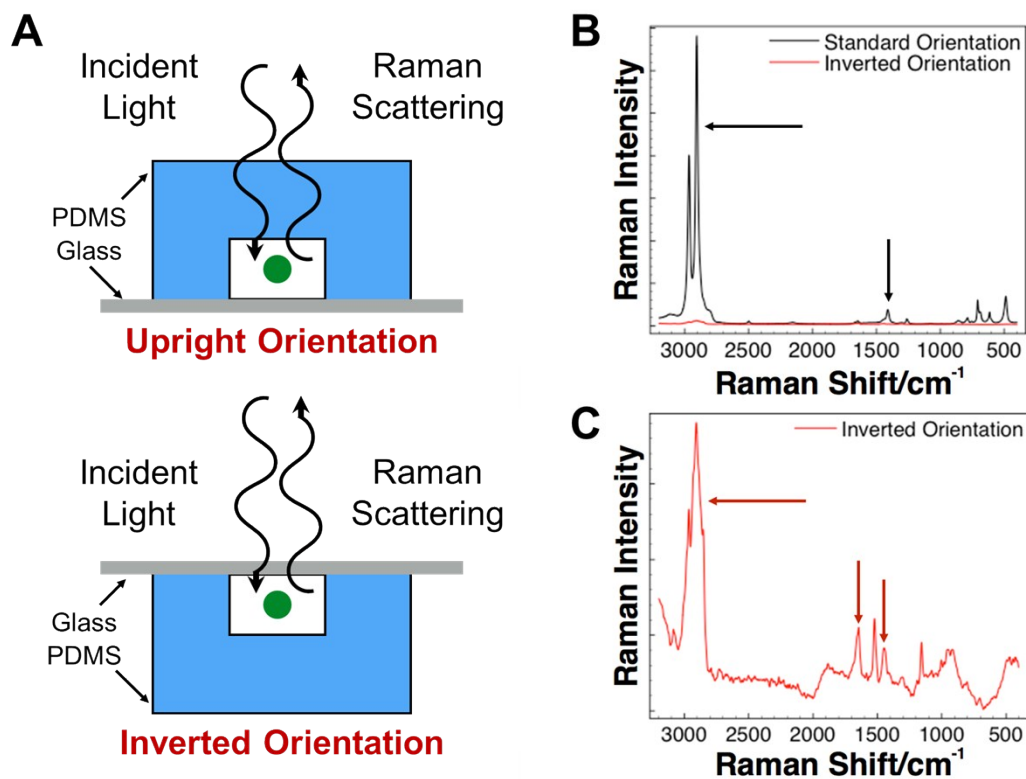 A
Incident
Light
Raman
Scattering
PDMS
Glass
Upright Orientation
Incident
Light
Raman
Scattering
Glass
PDMS
Inverted Orientation
B
Standard Orientation
Inverted Orientation
Raman Intensity
3000 2500 2000 1500 1000 500
Raman Shift/cm-1
C
Inverted Orientation
Raman Intensity
3000 2500 2000 1500 1000 500
Raman Shift/cm-1